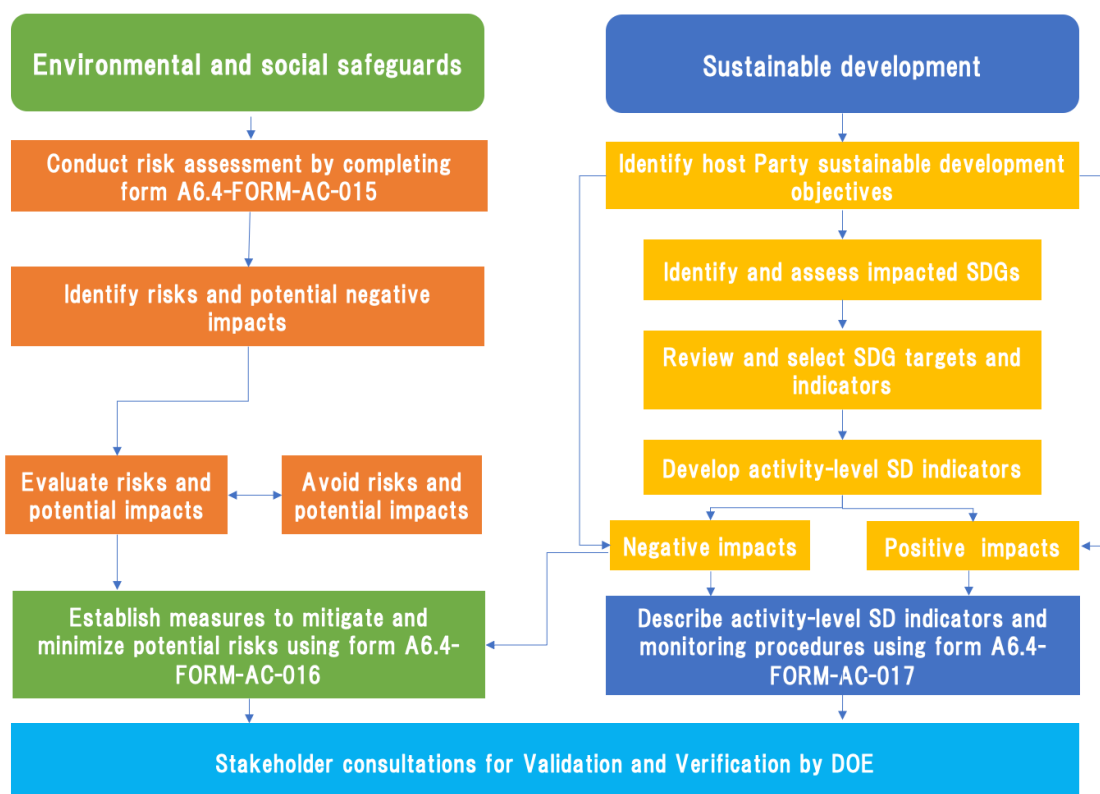 Environmental and social safeguards
Conduct risk assessment by completing
form A6.4-FORM-AC-015
Identify risks and potential negative
impacts
Evaluate risks and
potential impacts
Avoid risks and
potential impacts
Establish measures to mitigate and
minimize potential risks using form A6.4-
FORM-AC-016
Sustainable development
Identify host Party sustainable development
objectives
Identify and assess impacted SDGs
Review and select SDG targets and
indicators
Develop activity-level SD indicators
Negative impacts
Positive impacts
Describe activity-level SD indicators and
monitoring procedures using form A6.4-
FORM-AC-017
Stakeholder consultations for Validation and Verification by DOE